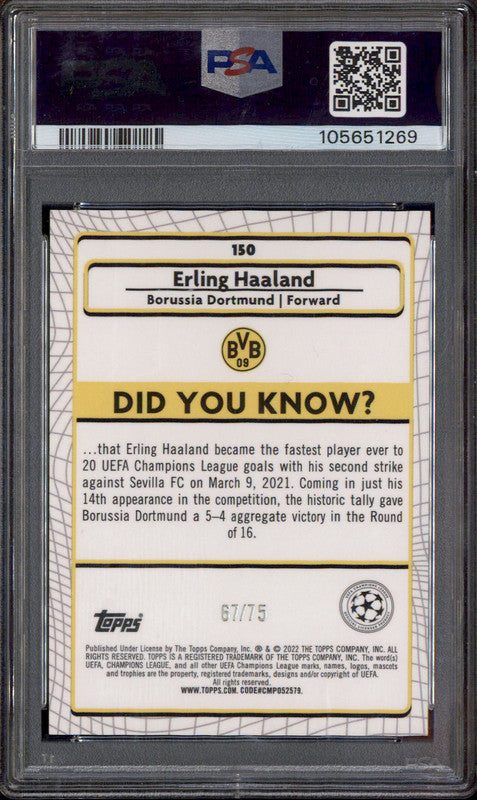 PSA
105651269
150
Erling Haaland
Borussia Dortmund | Forward
BVB
09
DID YOU KNOW?
...that Erling Haaland became the fastest player ever to
20 UEFA Champions League goals with his second strike
against Sevilla FC on March 9, 2021. Coming in just his
14th appearance in the competition, the historic tally gave
Borussia Dortmund a 5–4 aggregate victory in the Round
of 16.
67/75
topps
Published Under License by The Topps Company, Inc. ® & © 2022 THE TOPPS COMPANY, INC. ALL
RIGHTS RESERVED. TOPPS IS A REGISTERED TRADEMARK OF THE TOPPS COMPANY, INC. The word(s)
UEFA, CHAMPIONS LEAGUE, and all other UEFA Champions League marks, names, logos, mascots
and trophies are the property, registered trademarks, designs and/or copyright of UEFA.
All rights reserved.
WWW.TOPPS.COM. CODE#CMP052579.
PSA